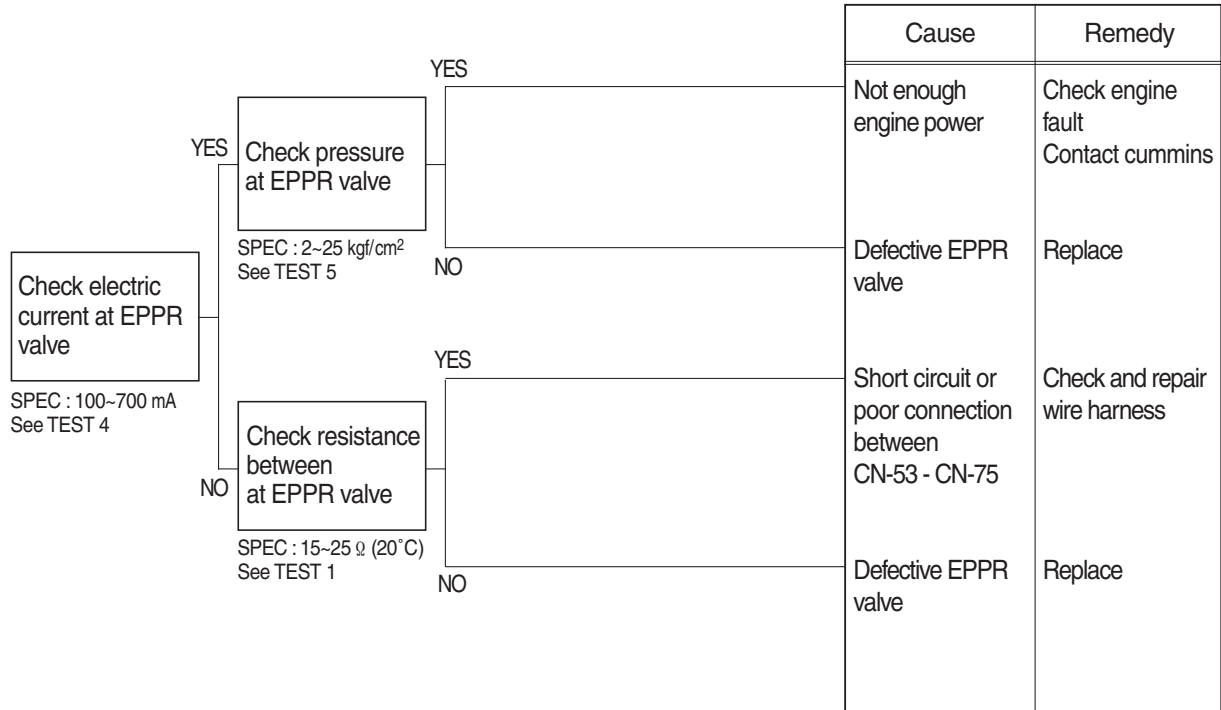 Cause
Remedy
YES
Not enough
engine power
Check engine
fault
Contact cummins
YES
Check pressure
at EPPR valve
SPEC : 2~25 kgf/cm²
See TEST 5
NO
Defective EPPR
valve
Replace
Check electric
current at EPPR
valve
SPEC : 100~700 mA
See TEST 4
YES
Short circuit or
poor connection
between
CN-53 - CN-75
Check and repair
wire harness
NO
Check resistance
between
at EPPR valve
SPEC : 15~25 Ω (20˚C)
See TEST 1
NO
Defective EPPR
valve
Replace